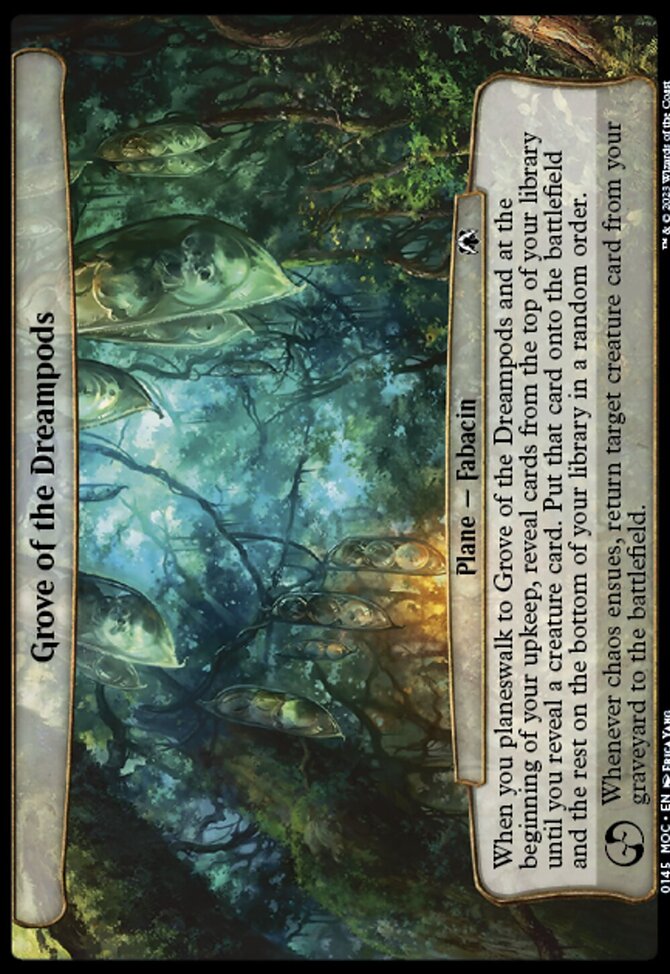 Grove of the Dreampods
Plane — Fabacin
When you planeswalk to Grove of the Dreampods and at the
beginning of your upkeep, reveal cards from the top of your library
until you reveal a creature card. Put that card onto the battlefield
and the rest on the bottom of your library in a random order.
Whenever chaos ensues, return target creature card from your
graveyard to the battlefield.
0145 MOC • EN Eric Yang
™ & © 2023 Wizards of the Coast